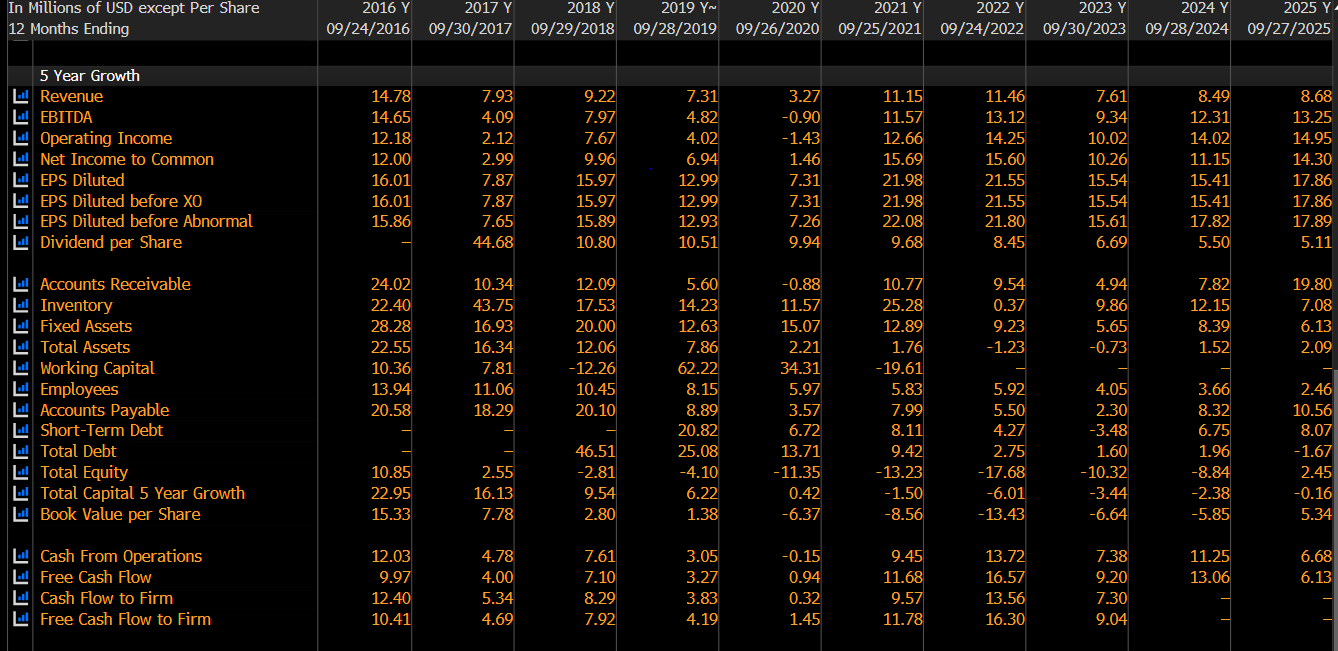 In Millions of USD except Per Share 2016 Y 2017 Y 2018 Y 2019 Y~ 2020 Y 2021 Y 2022 Y 2023 Y 2024 Y 2025 Y
12 Months Ending 09/24/2016 09/30/2017 09/29/2018 09/28/2019 09/26/2020 09/25/2021 09/24/2022 09/30/2023 09/28/2024 09/27/2025
5 Year Growth
Revenue 14.78 7.93 9.22 7.31 3.27 11.15 11.46 7.61 8.49 8.68
EBITDA 14.65 4.09 7.97 4.82 -0.90 11.57 13.12 9.34 12.31 13.25
Operating Income 12.18 2.12 7.67 4.02 -1.43 12.66 14.25 10.02 14.02 14.95
Net Income to Common 12.00 2.99 9.96 6.94 1.46 15.69 15.60 10.26 11.15 14.30
EPS Diluted 16.01 7.87 15.97 12.99 7.31 21.98 21.55 15.54 15.41 17.86
EPS Diluted before XO 16.01 7.87 15.97 12.99 7.31 21.98 21.55 15.54 15.41 17.86
EPS Diluted before Abnormal 15.86 7.65 15.89 12.93 7.26 22.08 21.80 15.61 17.82 17.89
Dividend per Share – 44.68 10.80 10.51 9.94 9.68 8.45 6.69 5.50 5.11
Accounts Receivable 24.02 10.34 12.09 5.60 -0.88 10.77 9.54 4.94 7.82 19.80
Inventory 22.40 43.75 17.53 14.23 11.57 25.28 0.37 9.86 12.15 7.08
Fixed Assets 28.28 16.93 20.00 12.63 15.07 12.89 9.23 5.65 8.39 6.13
Total Assets 22.55 16.34 12.06 7.86 2.21 1.76 -1.23 -0.73 1.52 2.09
Working Capital 10.36 7.81 -12.26 62.22 34.31 -19.61 – – – –
Employees 13.94 11.06 10.45 8.15 5.97 5.83 5.92 4.05 3.66 2.46
Accounts Payable 20.58 18.29 20.10 8.89 3.57 7.99 5.50 2.30 8.32 10.56
Short-Term Debt – – – 20.82 6.72 8.11 4.27 -3.48 6.75 8.07
Total Debt – – 46.51 25.08 13.71 9.42 2.75 1.60 1.96 -1.67
Total Equity 10.85 2.55 -2.81 -4.10 -11.35 -13.23 -17.68 -10.32 -8.84 2.45
Total Capital 5 Year Growth 22.95 16.13 9.54 6.22 0.42 -1.50 -6.01 -3.44 -2.38 -0.16
Book Value per Share 15.33 7.78 2.80 1.38 -6.37 -8.56 -13.43 -6.64 -5.85 5.34
Cash From Operations 12.03 4.78 7.61 3.05 -0.15 9.45 13.72 7.38 11.25 6.68
Free Cash Flow 9.97 4.00 7.10 3.27 0.94 11.68 16.57 9.20 13.06 6.13
Cash Flow to Firm 12.40 5.34 8.29 3.83 0.32 9.57 13.56 7.30 – –
Free Cash Flow to Firm 10.41 4.69 7.92 4.19 1.45 11.78 16.30 9.04 – –